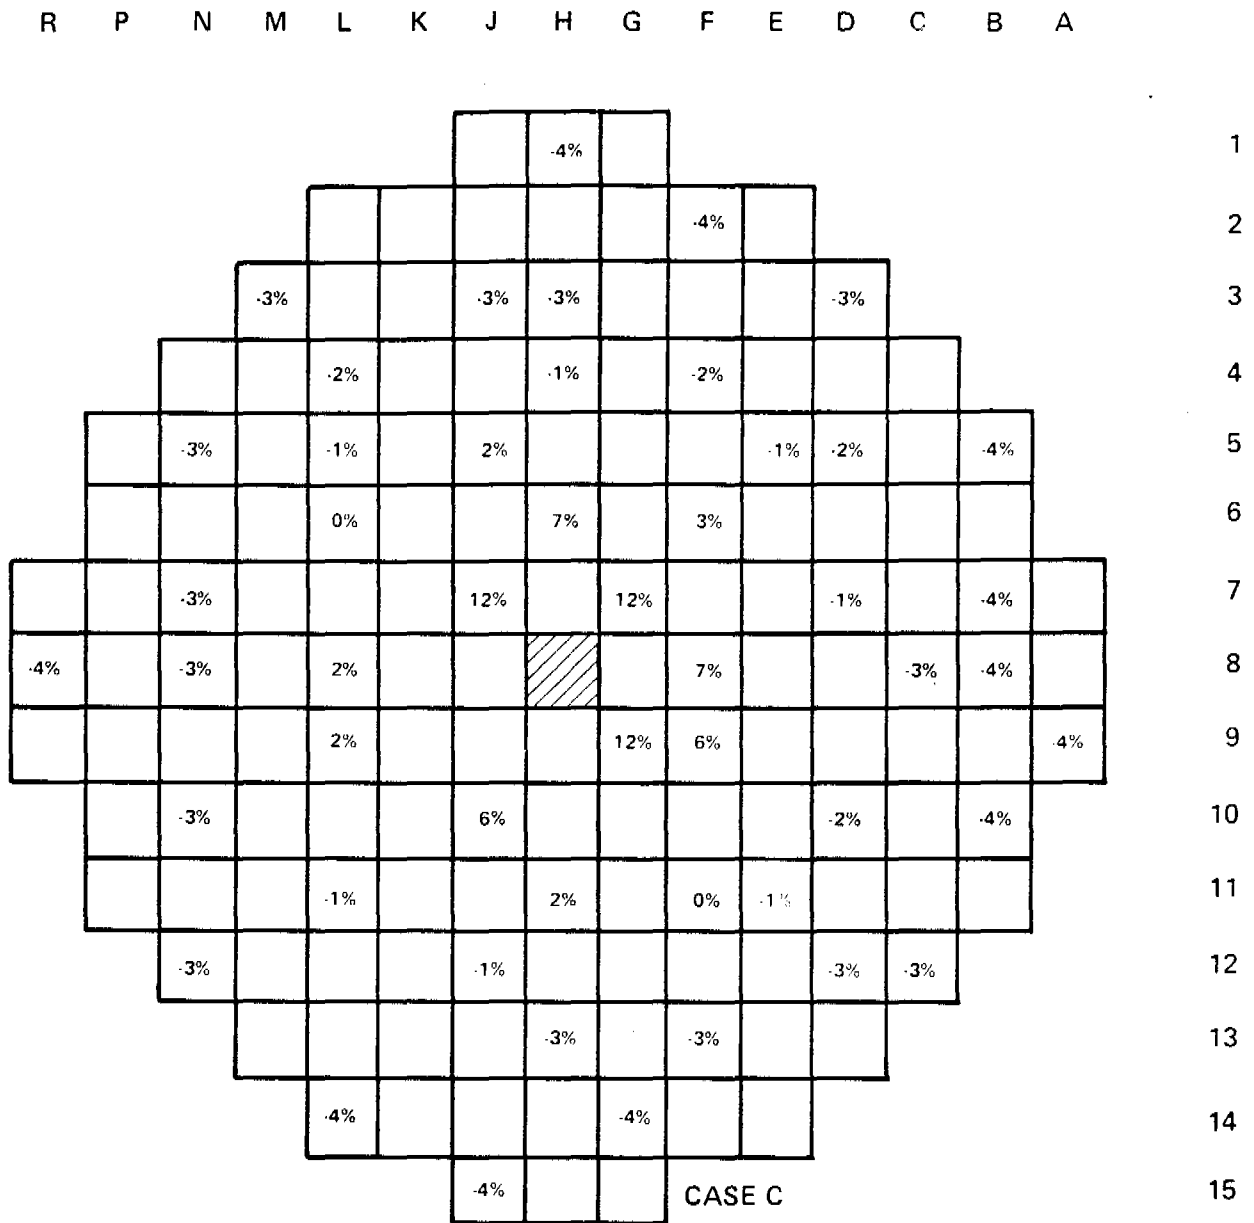 R P N M L K J H G F E D C B A
-4% 1
-4% 2
-3% -3% -3% -3% 3
-2% -1% -2% 4
-3% -1% 2% -1% -2% -4% 5
0% 7% 3% 6
-3% 12% 12% -1% -4% 7
-4% -3% 2% 7% -3% -4% 8
2% 12% 6% -4% 9
-3% 6% -2% -4% 10
-1% 2% 0% -1% 11
-3% -1% -3% -3% 12
-3% -3% 13
-4% -4% 14
-4% CASE C 15